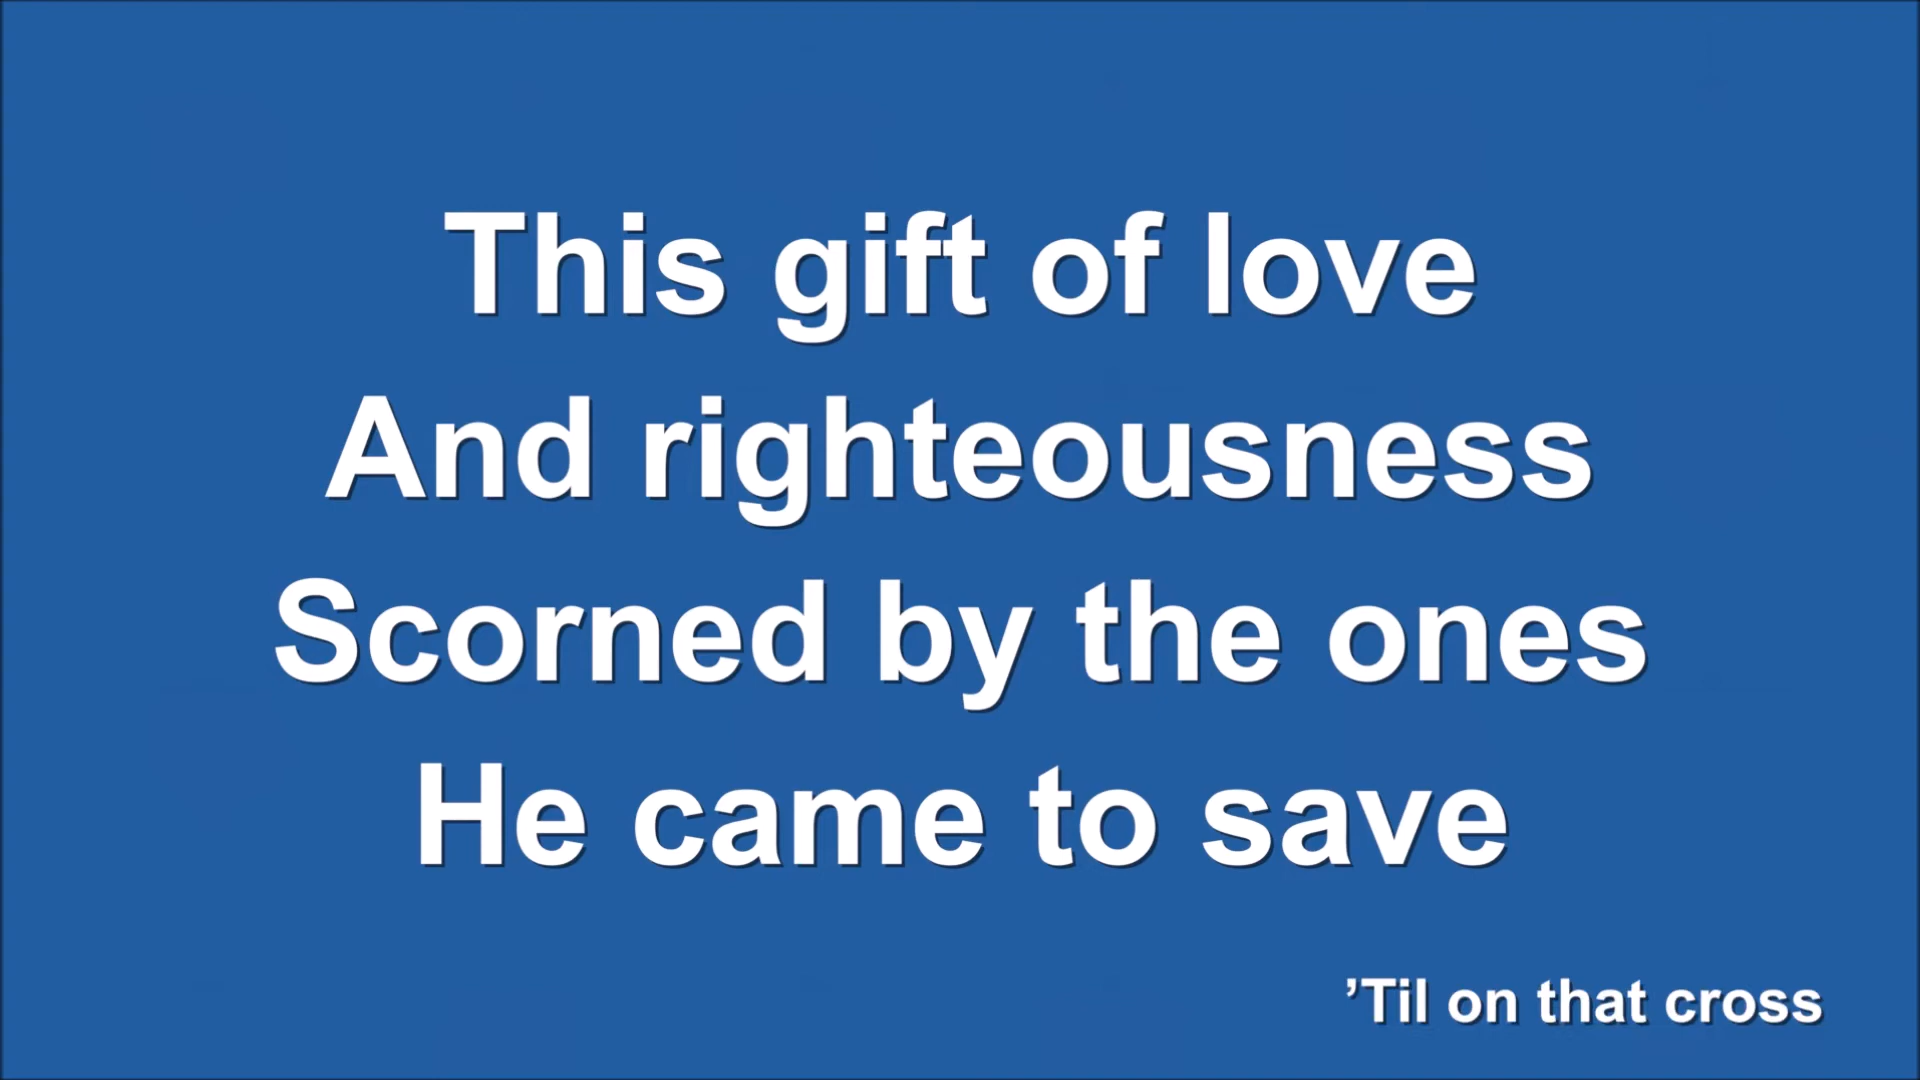 This gift of love
And righteousness
Scorned by the ones
He came to save
’Til on that cross